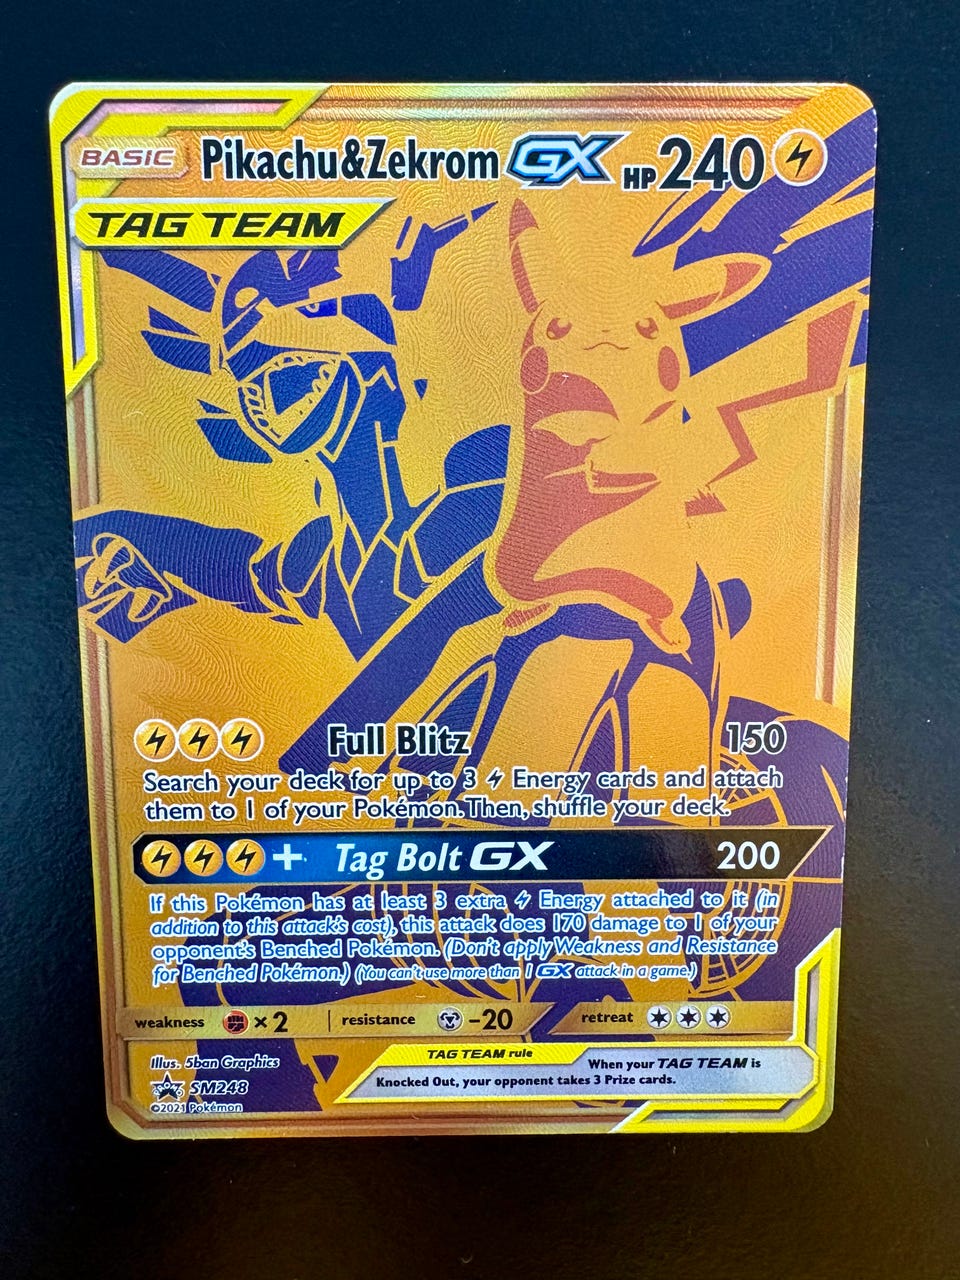 BASIC Pikachu&Zekrom GX HP 240
TAG TEAM
Full Blitz 150
Search your deck for up to 3 Energy cards and attach
them to 1 of your Pokémon. Then, shuffle your deck.
+ Tag Bolt GX 200
If this Pokémon has at least 3 extra Energy attached to it (in
addition to this attack's cost), this attack does 170 damage to 1 of your
opponent's Benched Pokémon. (Don't apply Weakness and Resistance
for Benched Pokémon.) (You can't use more than 1 GX attack in a game.)
weakness ×2 resistance -20 retreat
Illus. 5ban Graphics
TAG TEAM rule
When your TAG TEAM is
Knocked Out, your opponent takes 3 Prize cards.
PROMO SM248
©2021 Pokémon